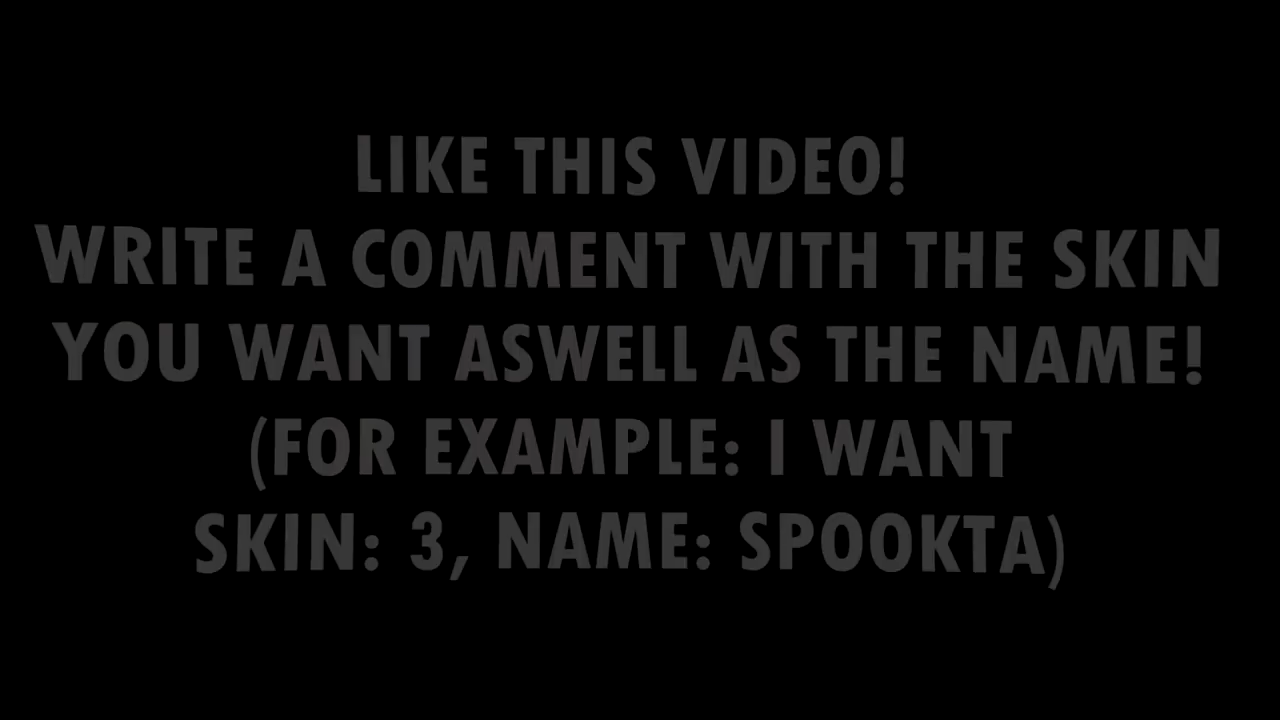 LIKE THIS VIDEO!
WRITE A COMMENT WITH THE SKIN
YOU WANT ASWELL AS THE NAME!
(FOR EXAMPLE: I WANT
SKIN: 3, NAME: SPOOKTA)